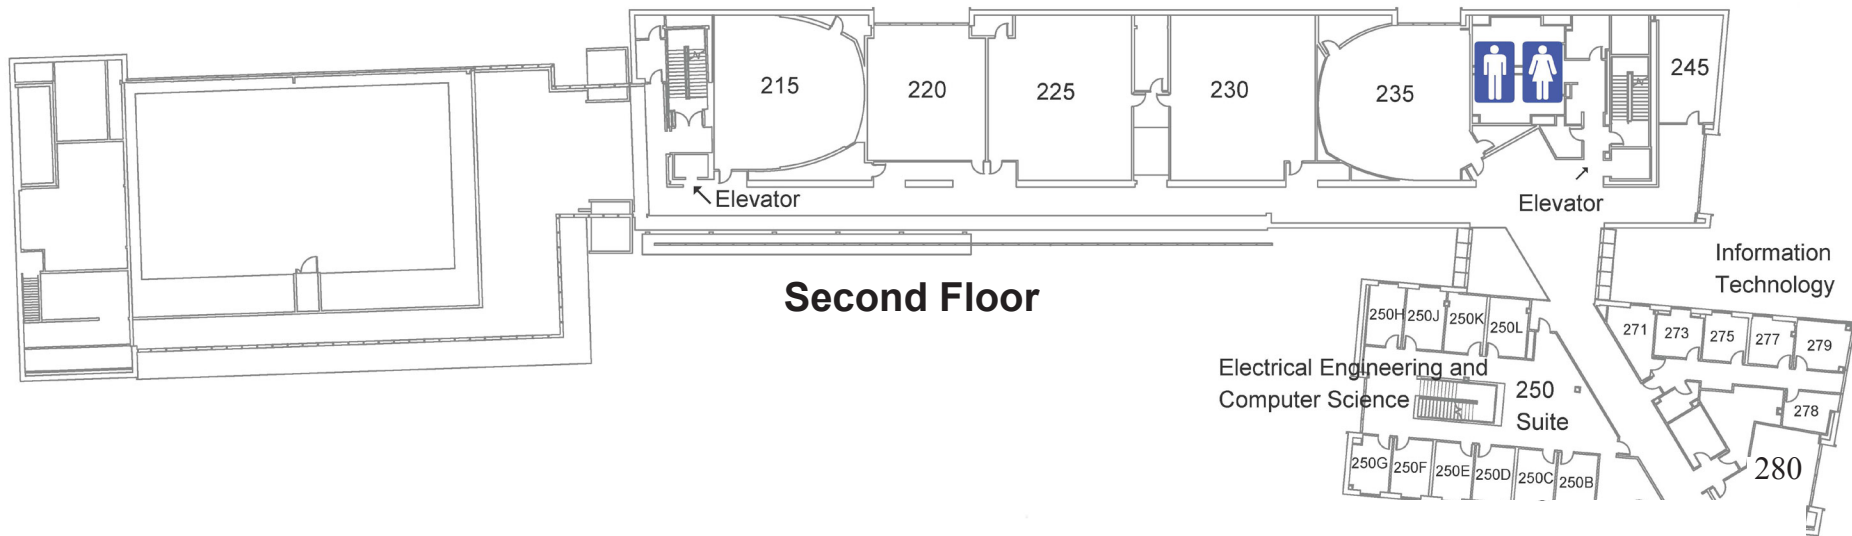 215
220
225
230
235
245
Elevator
Elevator
Second Floor
Information
Technology
250H
250J
250K
250L
271
273
275
277
279
Electrical Engineering and
Computer Science
250
Suite
278
250G
250F
250E
250D
250C
250B
280